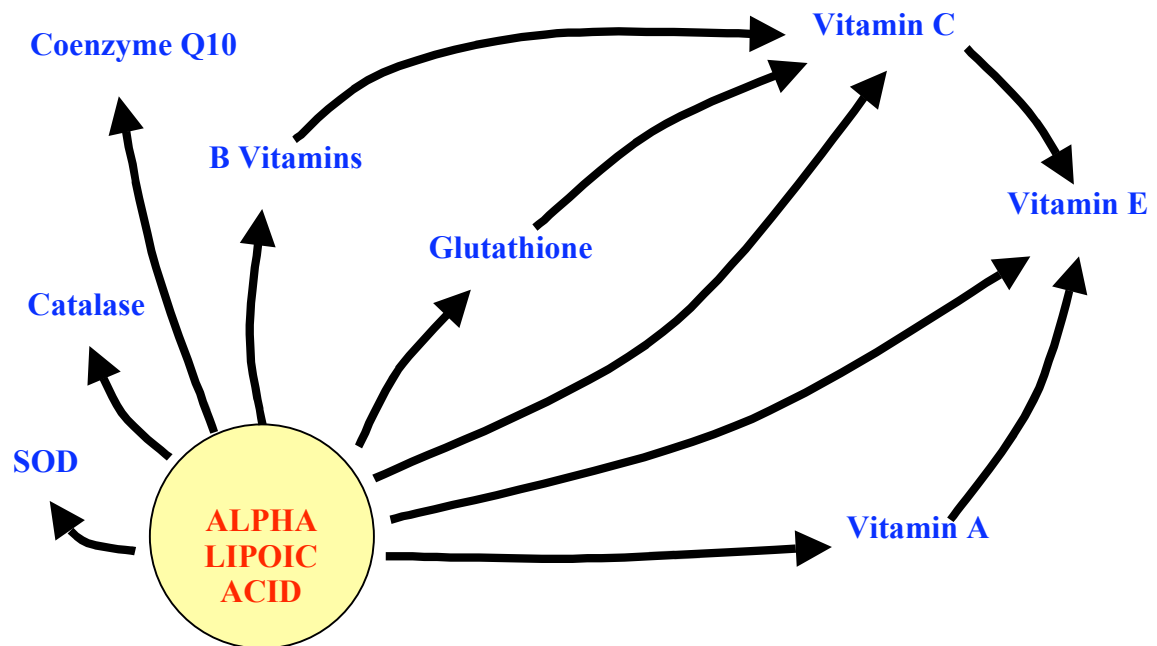 Vitamin C
Coenzyme Q10
B Vitamins
Vitamin E
Glutathione
Catalase
SOD
ALPHA
LIPOIC
ACID
Vitamin A